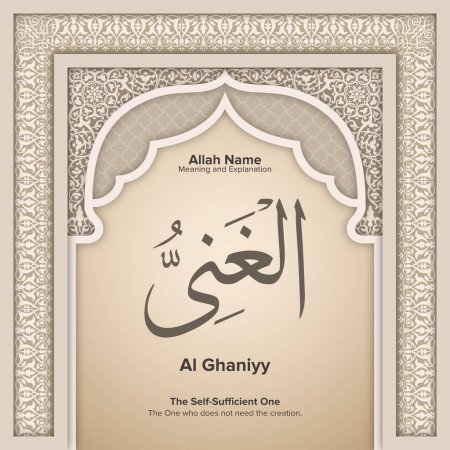 Allah Name
Meaning and Explanation
الْغَنِىُّ
Al Ghaniyy
The Self-Sufficient One
The One who does not need the creation.